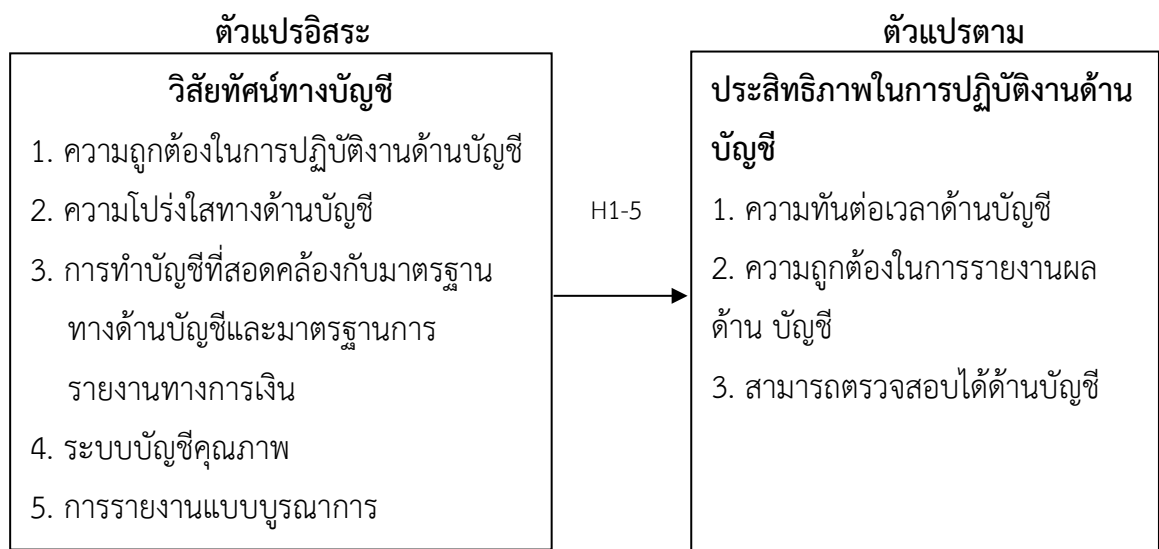 ตัวแปรอิสระ
วิสัยทัศน์ทางบัญชี
1. ความถูกต้องในการปฏิบัติงานด้านบัญชี
2. ความโปร่งใสทางด้านบัญชี
3. การทำบัญชีที่สอดคล้องกับมาตรฐาน
ทางด้านบัญชีและมาตรฐานการ
รายงานทางการเงิน
4. ระบบบัญชีคุณภาพ
5. การรายงานแบบบูรณาการ
H1-5
ตัวแปรตาม
ประสิทธิภาพในการปฏิบัติงานด้าน
บัญชี
1. ความทันต่อเวลาด้านบัญชี
2. ความถูกต้องในการรายงานผล
ด้าน บัญชี
3. สามารถตรวจสอบได้ด้านบัญชี